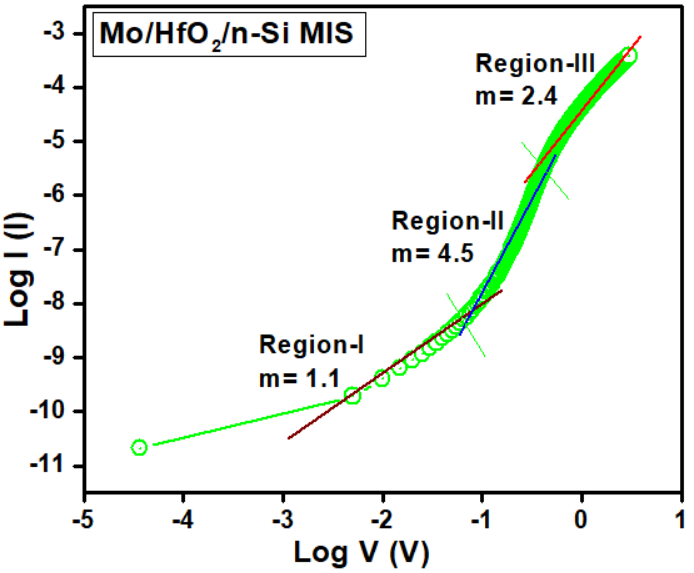 Mo/HfO₂/n-Si MIS
Region-III
m= 2.4
Region-II
m= 4.5
Region-I
m= 1.1
Log I (I)
-3
-4
-5
-6
-7
-8
-9
-10
-11
-5 -4 -3 -2 -1 0 1
Log V (V)